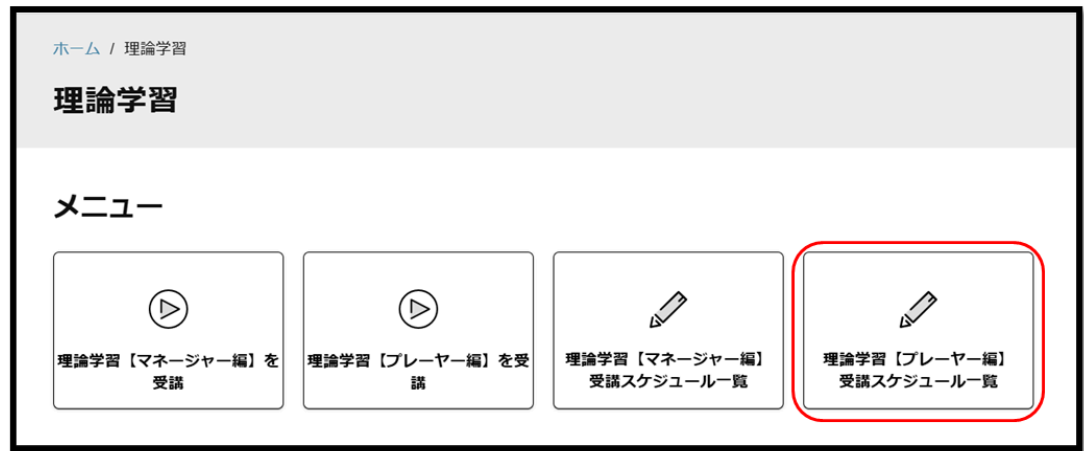 ホーム / 理論学習
理論学習
メニュー
理論学習【マネージャー編】を
受講
理論学習【プレーヤー編】を受
講
理論学習【マネージャー編】
受講スケジュール一覧
理論学習【プレーヤー編】
受講スケジュール一覧